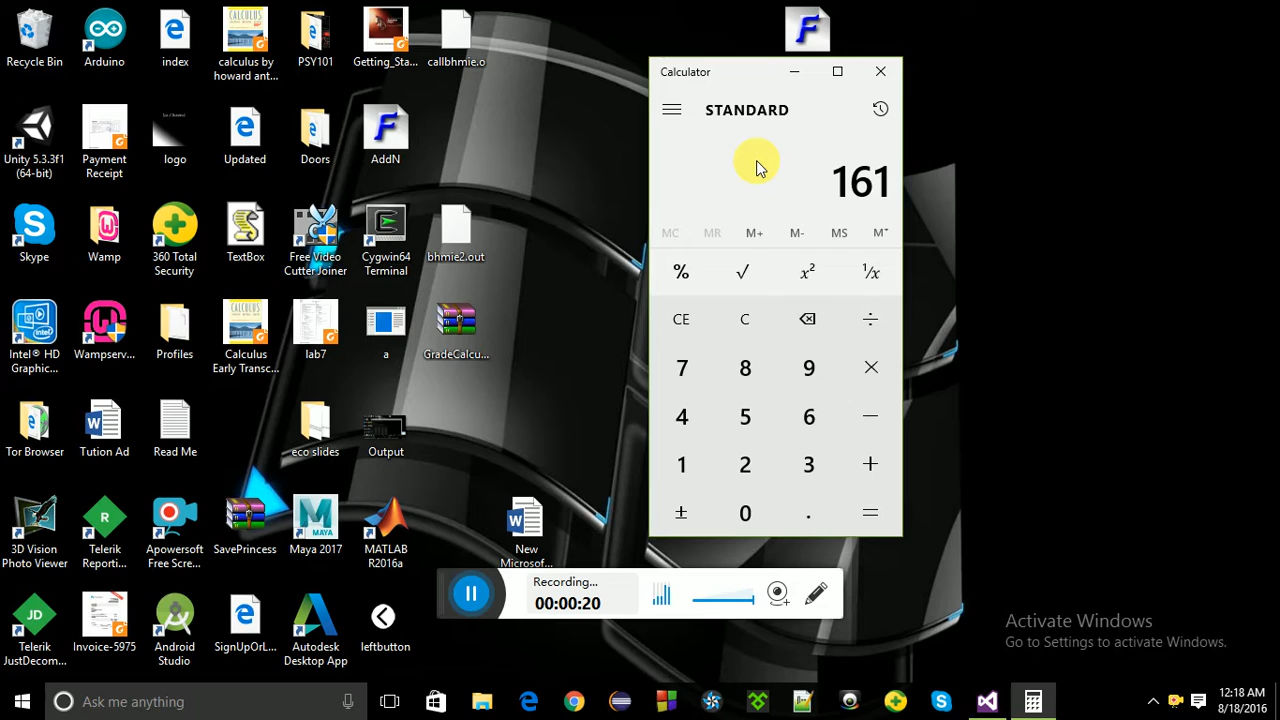 Recycle Bin
Arduino
index
calculus by
howard ant...
PSY101
Getting_Sta...
callbhmie.o
Unity 5.3.3f1
(64-bit)
Payment
Receipt
logo
Updated
Doors
AddN
Skype
Wamp
360 Total
Security
TextBox
Free Video
Cutter Joiner
Cygwin64
Terminal
bhmie2.out
Intel® HD
Graphic...
Wampserv...
Profiles
Calculus
Early Transc...
lab7
a
GradeCalcu...
Tor Browser
Tution Ad
Read Me
eco slides
Output
3D Vision
Photo Viewer
Telerik
Reporti...
Apowersoft
Free Scree...
SavePrincess
Maya 2017
MATLAB
R2016a
New
Microsof...
Telerik
JustDecom...
Invoice-5975
Android
Studio
SignUpOrL...
Autodesk
Desktop App
leftbutton
Calculator
STANDARD
161
MC MR M+ M- MS M˅
% √ x² ¹/x
CE C ⌫ ÷
7 8 9 ×
4 5 6 −
1 2 3 +
± 0 . =
Recording...
00:00:20
Activate Windows
Go to Settings to activate Windows.
Ask me anything
12:18 AM
8/18/2016